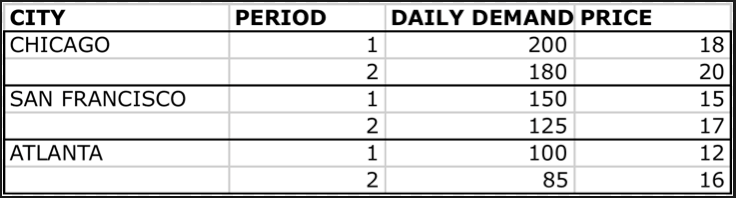 CITY PERIOD DAILY DEMAND PRICE
CHICAGO 1 200 18
2 180 20
SAN FRANCISCO 1 150 15
2 125 17
ATLANTA 1 100 12
2 85 16